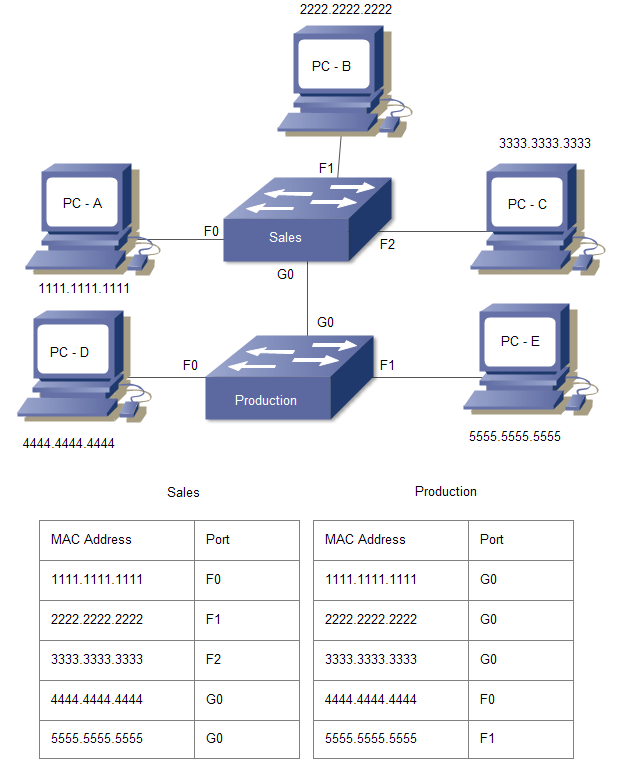 2222.2222.2222
PC - B
3333.3333.3333
F1
PC - A
PC - C
F0
Sales
F2
1111.1111.1111
G0
G0
PC - D
PC - E
F0
F1
Production
4444.4444.4444
5555.5555.5555
Sales
Production
MAC Address Port
MAC Address Port
1111.1111.1111 F0
1111.1111.1111 G0
2222.2222.2222 F1
2222.2222.2222 G0
3333.3333.3333 F2
3333.3333.3333 G0
4444.4444.4444 G0
4444.4444.4444 F0
5555.5555.5555 G0
5555.5555.5555 F1